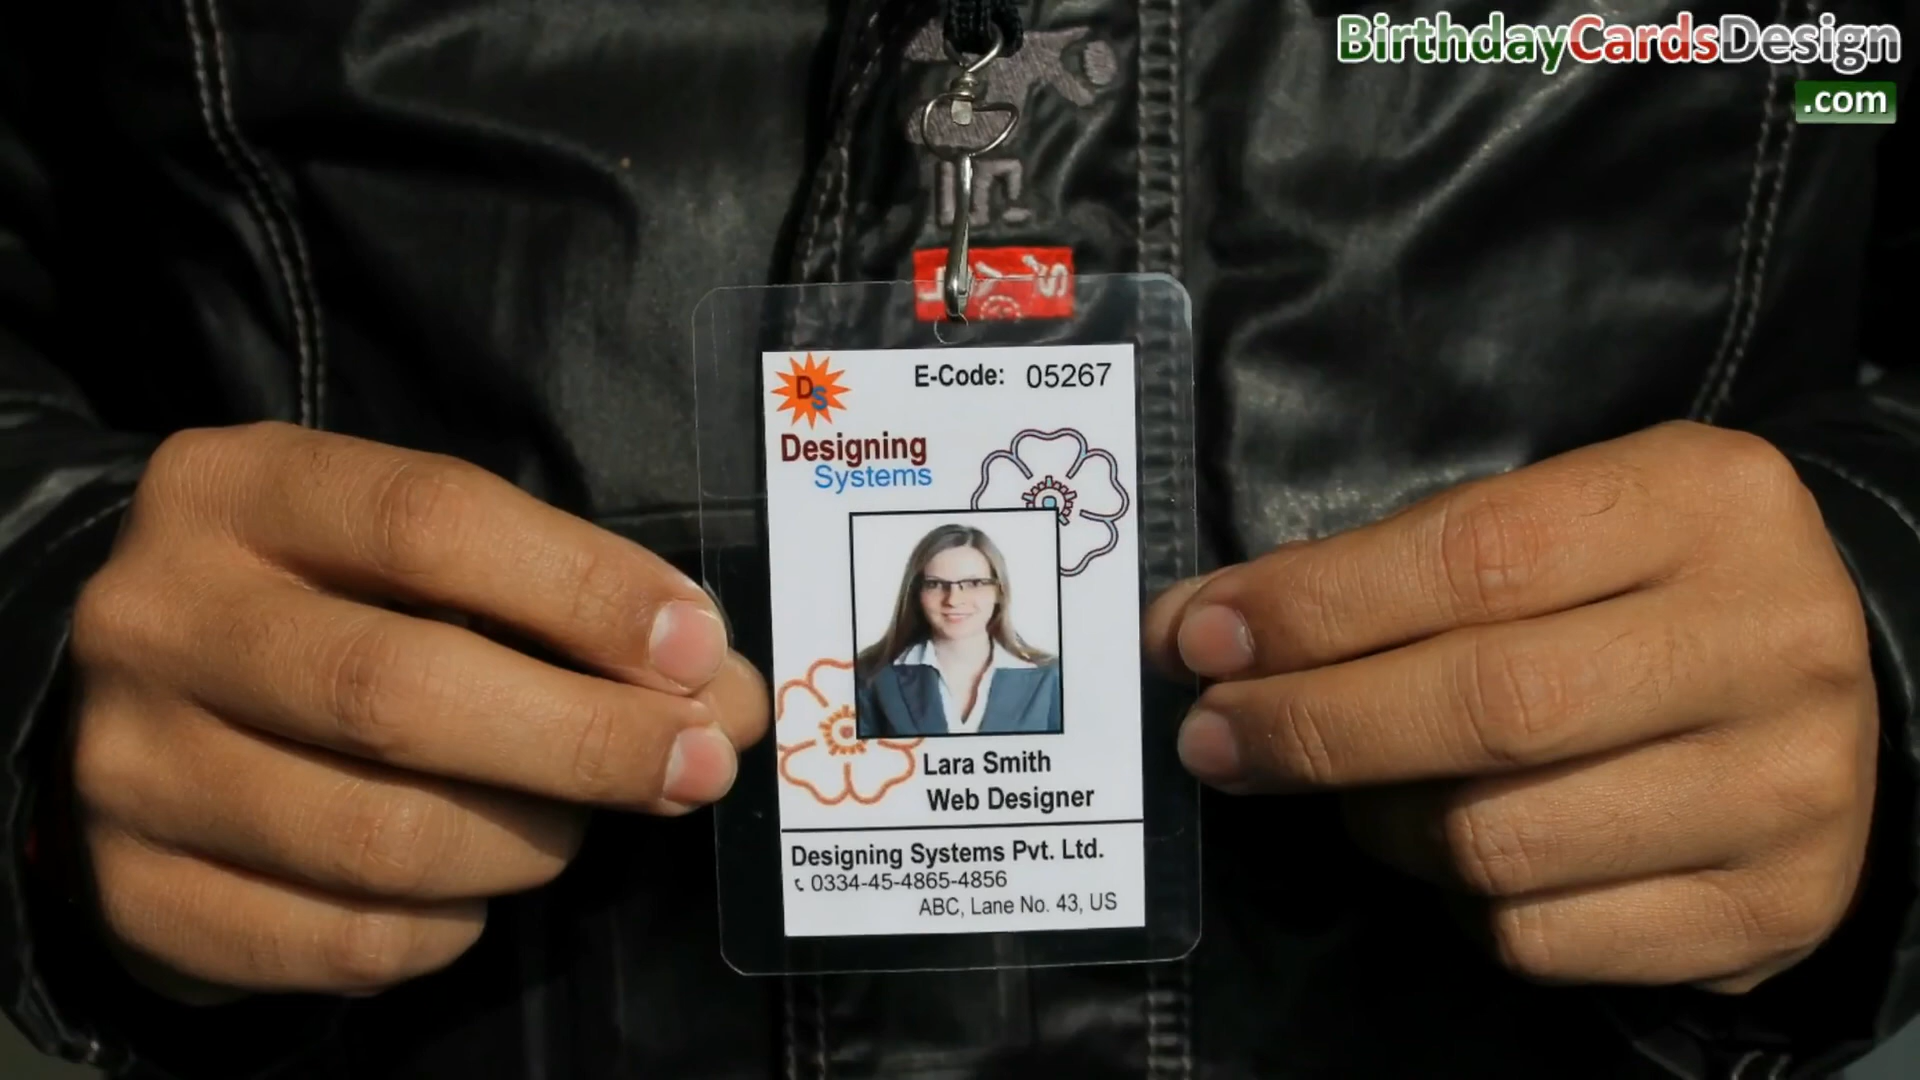 BirthdayCardsDesign
.com
DS
E-Code: 05267
Designing
Systems
Lara Smith
Web Designer
Designing Systems Pvt. Ltd.
0334-45-4865-4856
ABC, Lane No. 43, US